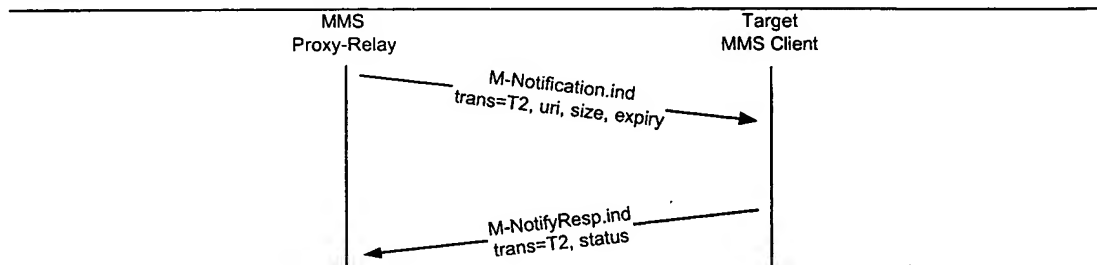 MMS
Proxy-Relay
Target
MMS Client
M-Notification.ind
trans=T2, uri, size, expiry
M-NotifyResp.ind
trans=T2, status